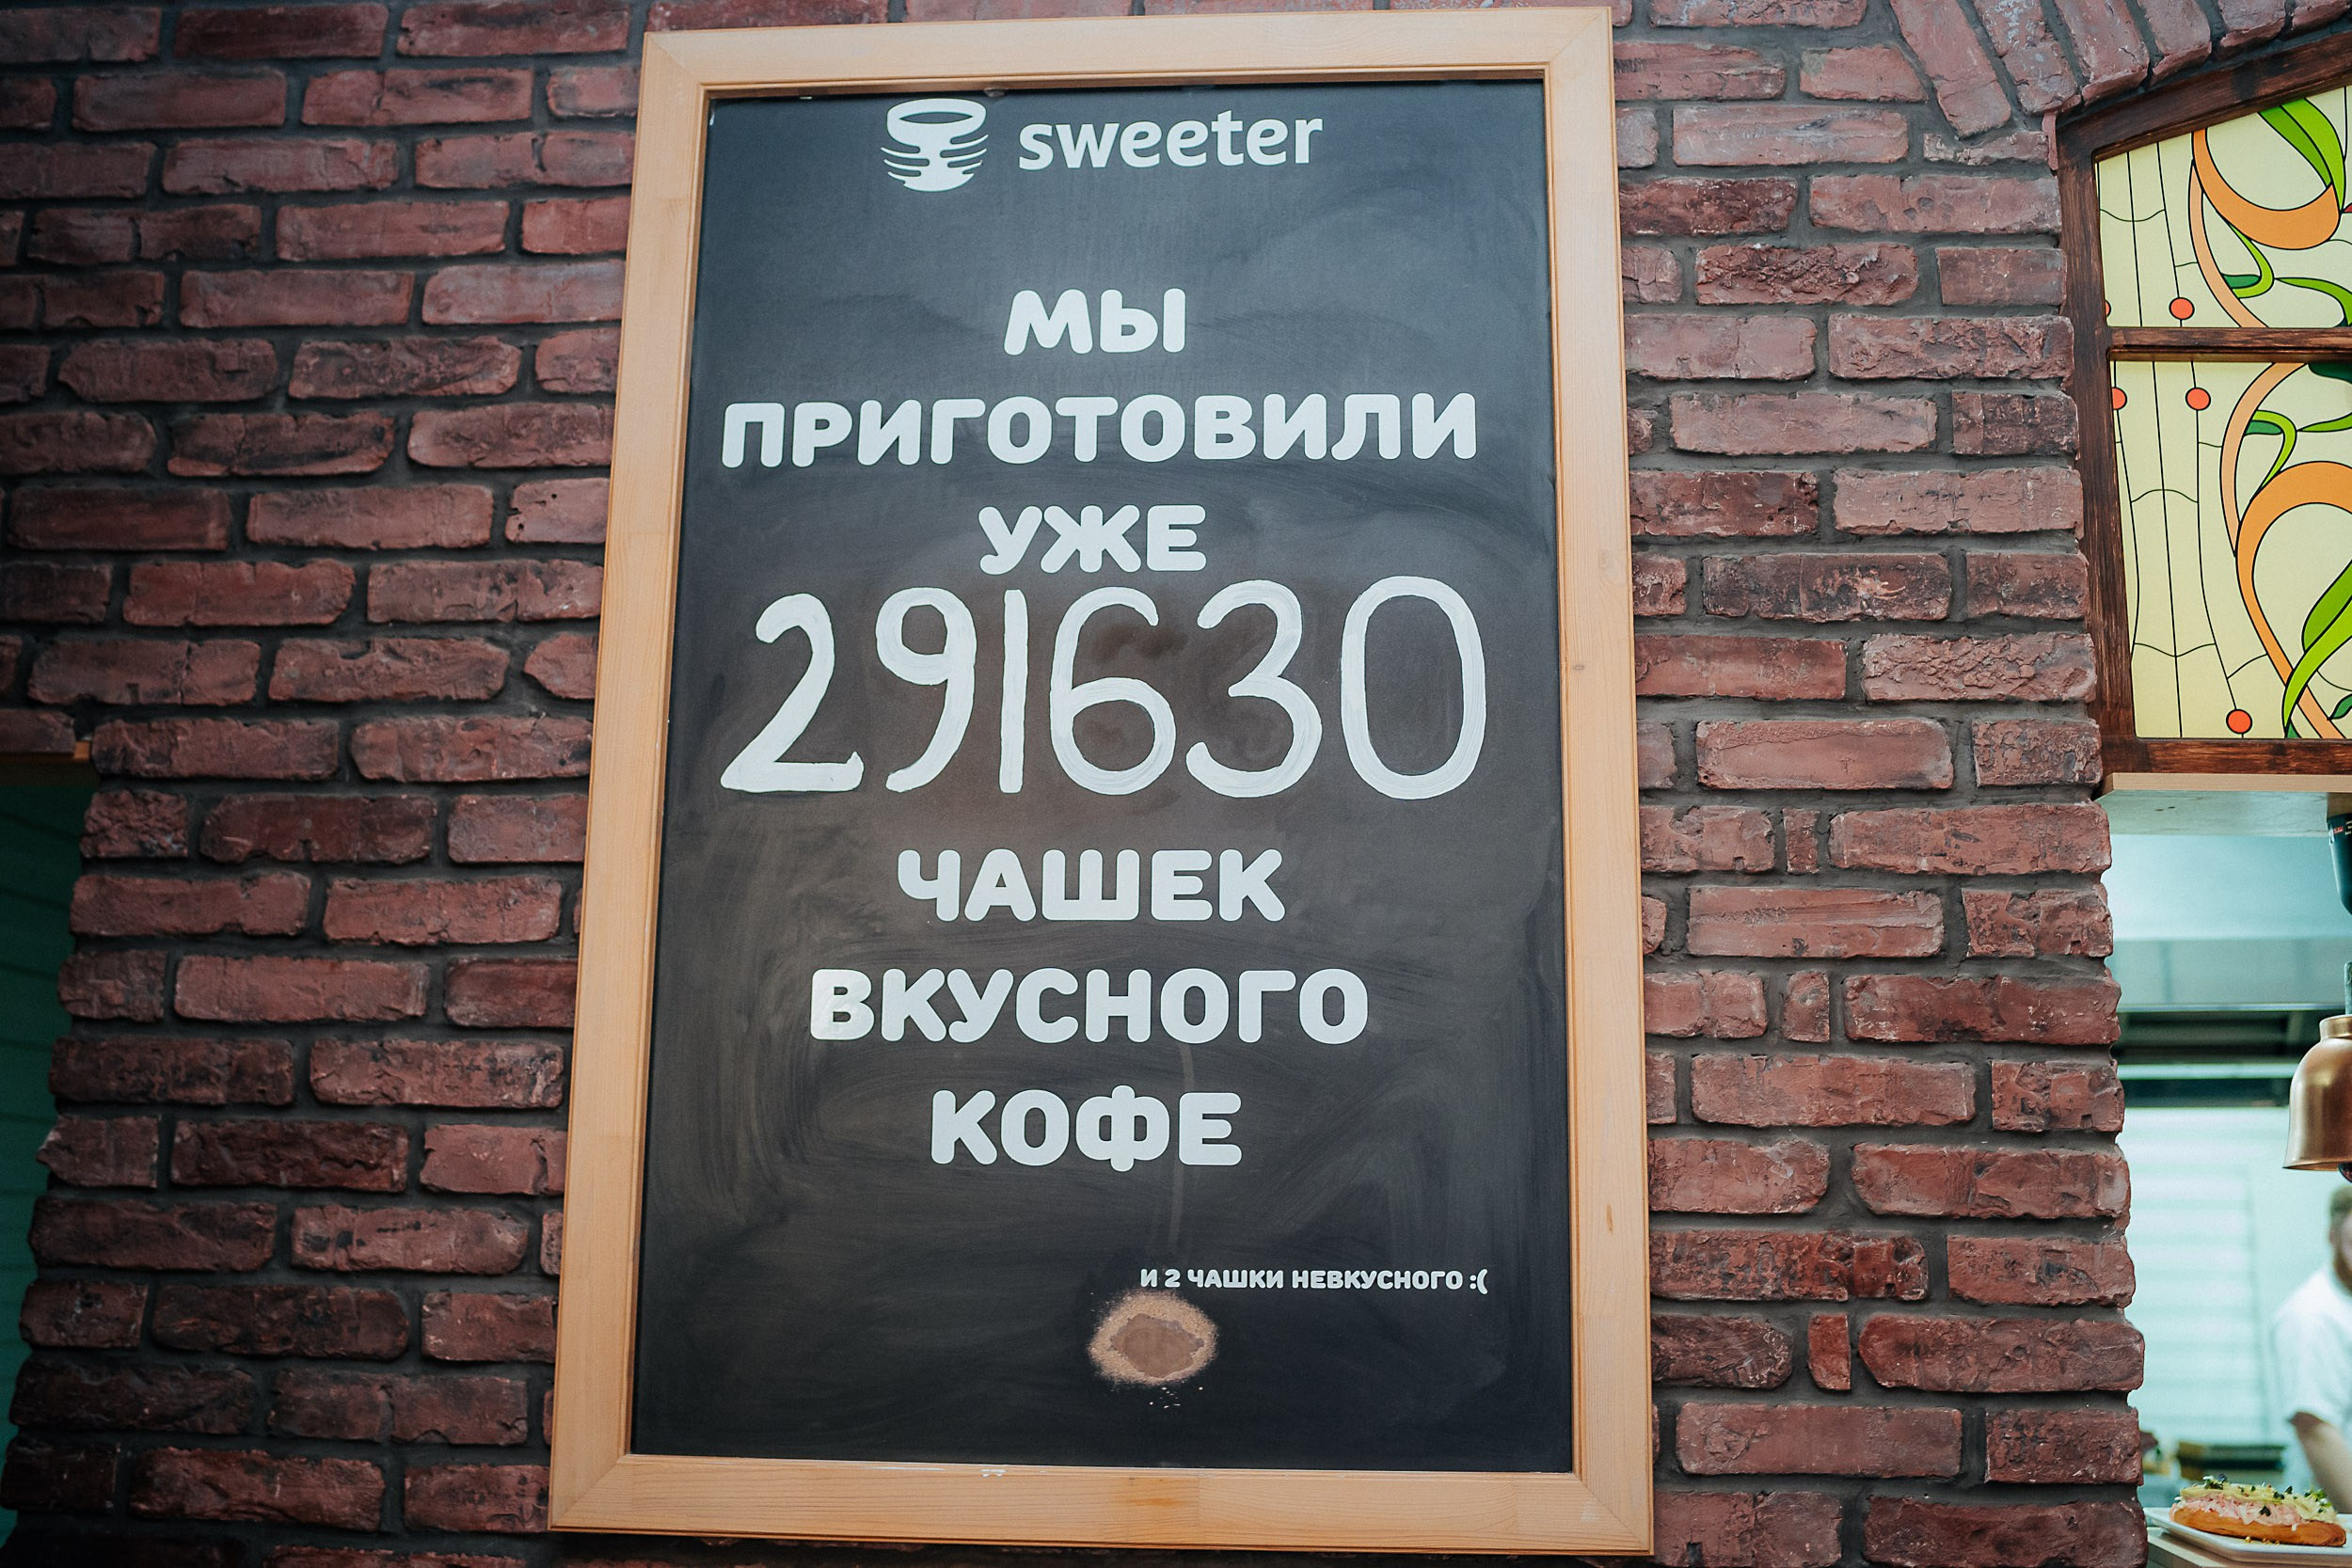 sweeter
МЫ
ПРИГОТОВИЛИ
УЖЕ
291630
ЧАШЕК
ВКУСНОГО
КОФЕ
И 2 ЧАШКИ НЕВКУСНОГО :(